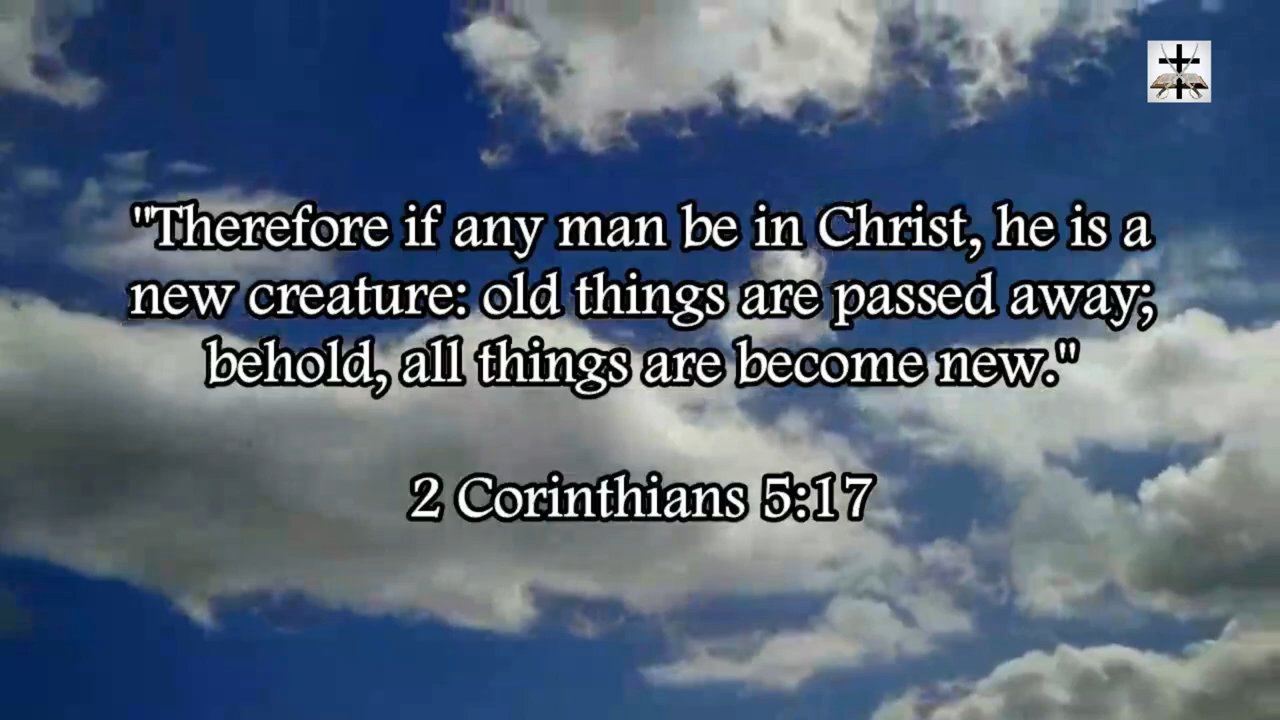 "Therefore if any man be in Christ, he is a
new creature: old things are passed away;
behold, all things are become new."
2 Corinthians 5:17